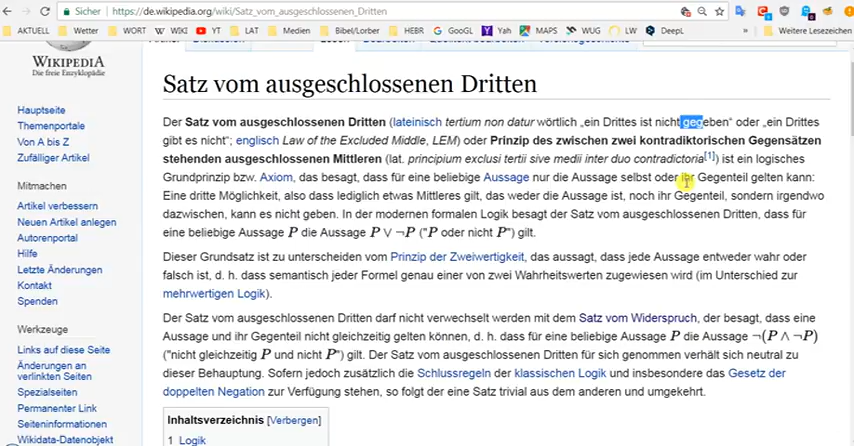 Sicher https://de.wikipedia.org/wiki/Satz_vom_ausgeschlossenen_Dritten
AKTUELL Wetter WORT WIKI YT LAT Medien Bibel/Lorber HEBR Google Yah MAPS WUG LW DeepL » Weitere Lesezeichen
WIKIPEDIA
Die freie Enzyklopädie
Hauptseite
Themenportale
Von A bis Z
Zufälliger Artikel
Mitmachen
Artikel verbessern
Neuen Artikel anlegen
Autorenportal
Hilfe
Letzte Änderungen
Kontakt
Spenden
Werkzeuge
Links auf diese Seite
Änderungen an
verlinkten Seiten
Spezialseiten
Permanenter Link
Seiteninformationen
Wikidata-Datenobjekt
Satz vom ausgeschlossenen Dritten
Der Satz vom ausgeschlossenen Dritten (lateinisch tertium non datur wörtlich „ein Drittes ist nicht gegeben" oder „ein Drittes
gibt es nicht"; englisch Law of the Excluded Middle, LEM) oder Prinzip des zwischen zwei kontradiktorischen Gegensätzen
stehenden ausgeschlossenen Mittleren (lat. principium exclusi tertii sive medii inter duo contradictoria[1]) ist ein logisches
Grundprinzip bzw. Axiom, das besagt, dass für eine beliebige Aussage nur die Aussage selbst oder ihr Gegenteil gelten kann:
Eine dritte Möglichkeit, also dass lediglich etwas Mittleres gilt, das weder die Aussage ist, noch ihr Gegenteil, sondern irgendwo
dazwischen, kann es nicht geben. In der modernen formalen Logik besagt der Satz vom ausgeschlossenen Dritten, dass für
eine beliebige Aussage P die Aussage P ∨ ¬P ("P oder nicht P") gilt.
Dieser Grundsatz ist zu unterscheiden vom Prinzip der Zweiwertigkeit, das aussagt, dass jede Aussage entweder wahr oder
falsch ist, d. h. dass semantisch jeder Formel genau einer von zwei Wahrheitswerten zugewiesen wird (im Unterschied zur
mehrwertigen Logik).
Der Satz vom ausgeschlossenen Dritten darf nicht verwechselt werden mit dem Satz vom Widerspruch, der besagt, dass eine
Aussage und ihr Gegenteil nicht gleichzeitig gelten können, d. h. dass für eine beliebige Aussage P die Aussage ¬(P ∧ ¬P)
("nicht gleichzeitig P und nicht P") gilt. Der Satz vom ausgeschlossenen Dritten für sich genommen verhält sich neutral zu
dieser Behauptung. Sofern jedoch zusätzlich die Schlussregeln der klassischen Logik und insbesondere das Gesetz der
doppelten Negation zur Verfügung stehen, so folgt der eine Satz trivial aus dem anderen und umgekehrt.
Inhaltsverzeichnis [Verbergen]
1 Logik